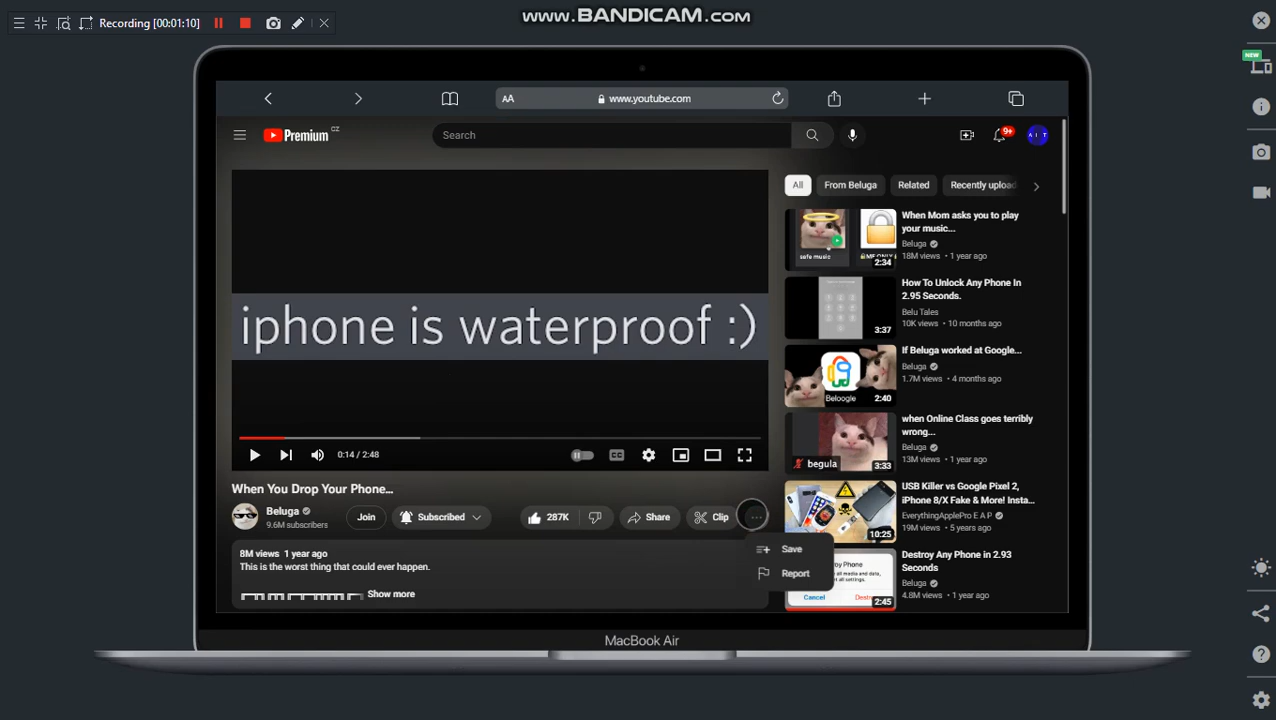 Recording [00:01:10]
www.BANDICAM.com
NEW
AA
www.youtube.com
Premium CZ
Search
9+
A I T
iphone is waterproof :)
0:14 / 2:48
CC
When You Drop Your Phone...
Beluga
9.6M subscribers
Join
Subscribed
287K
Share
Clip
...
Save
Report
8M views 1 year ago
This is the worst thing that could ever happen.
Show more
All
From Beluga
Related
Recently upload
safe music
2:34
When Mom asks you to play
your music...
Beluga
18M views • 1 year ago
3:37
How To Unlock Any Phone In
2.95 Seconds.
Belu Tales
10K views • 10 months ago
Beloogle
2:40
If Beluga worked at Google...
Beluga
1.7M views • 4 months ago
begula
3:33
when Online Class goes terribly
wrong...
Beluga
13M views • 1 year ago
10:25
USB Killer vs Google Pixel 2,
iPhone 8/X Fake & More! Insta...
EverythingApplePro E A P
19M views • 5 years ago
Cancel
2:45
Destroy Any Phone in 2.93
Seconds
Beluga
4.8M views • 1 year ago
MacBook Air